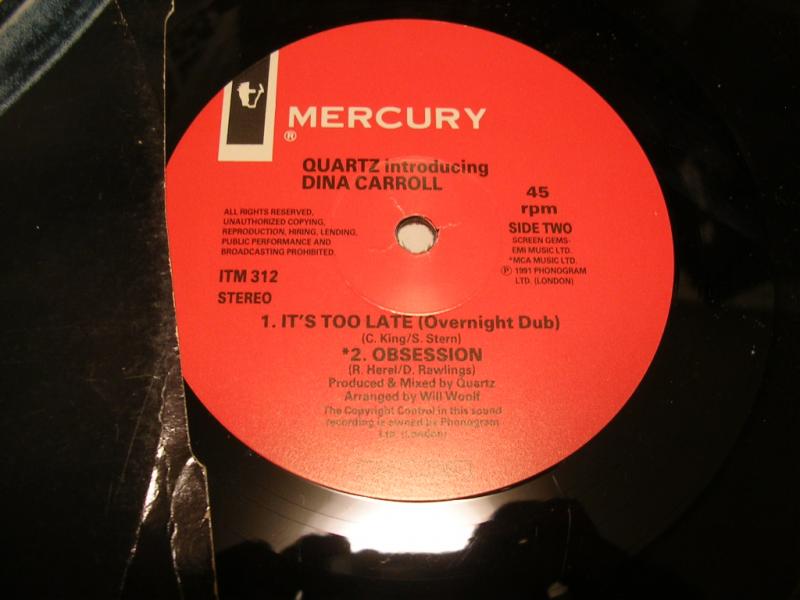 MERCURY
®
QUARTZ introducing
DINA CARROLL
45
rpm
SIDE TWO
SCREEN GEMS-
EMI MUSIC LTD.
*MCA MUSIC LTD.
℗ 1991 PHONOGRAM
LTD. (LONDON)
ALL RIGHTS RESERVED,
UNAUTHORIZED COPYING,
REPRODUCTION, HIRING, LENDING,
PUBLIC PERFORMANCE AND
BROADCASTING PROHIBITED.
ITM 312
STEREO
1. IT'S TOO LATE (Overnight Dub)
(C. King/S. Stern)
*2. OBSESSION
(R. Herel/D. Rawlings)
Produced & Mixed by Quartz
Arranged by Will Woolf
The Copyright Control in this sound
recording is owned by Phonogram
Ltd. (London)